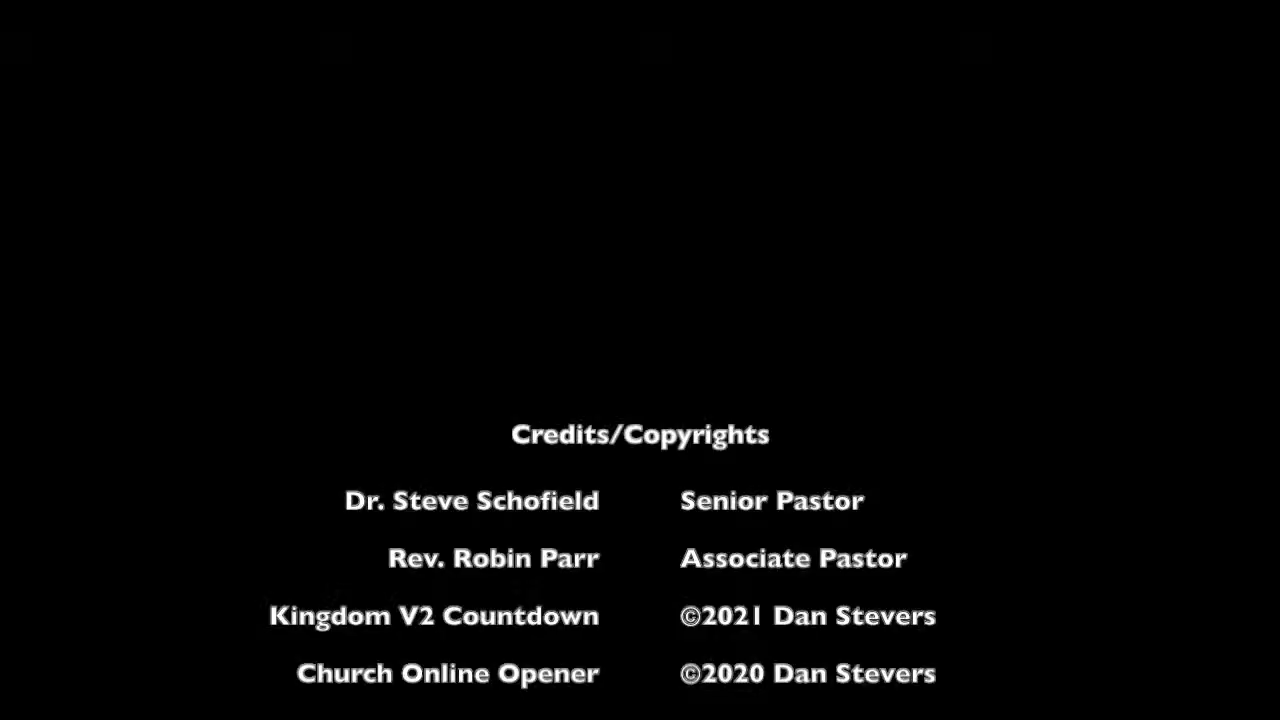 Credits/Copyrights
Dr. Steve Schofield Senior Pastor
Rev. Robin Parr Associate Pastor
Kingdom V2 Countdown ©2021 Dan Stevers
Church Online Opener ©2020 Dan Stevers